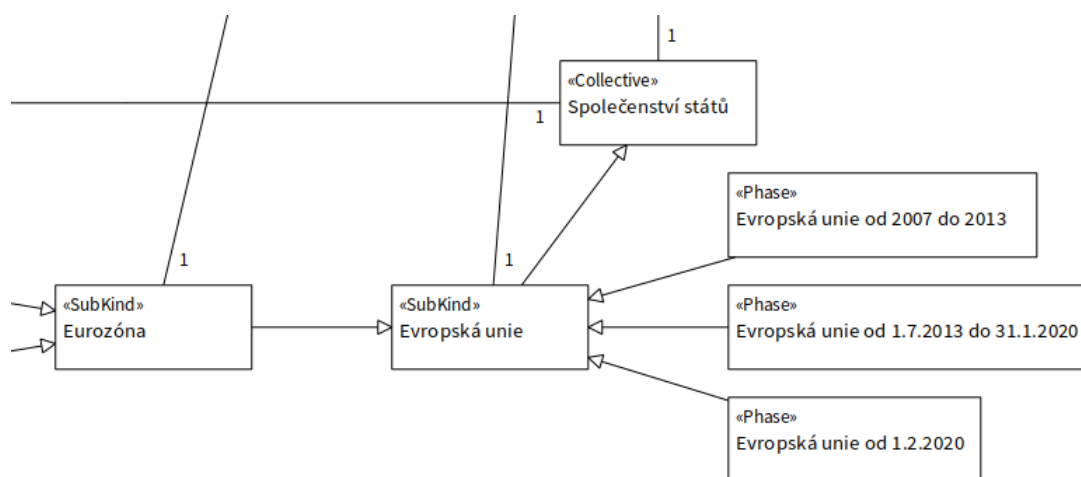 1
«Collective»
Společenství států
1
«Phase»
Evropská unie od 2007 do 2013
1
1
«SubKind»
Eurozóna
«SubKind»
Evropská unie
«Phase»
Evropská unie od 1.7.2013 do 31.1.2020
«Phase»
Evropská unie od 1.2.2020